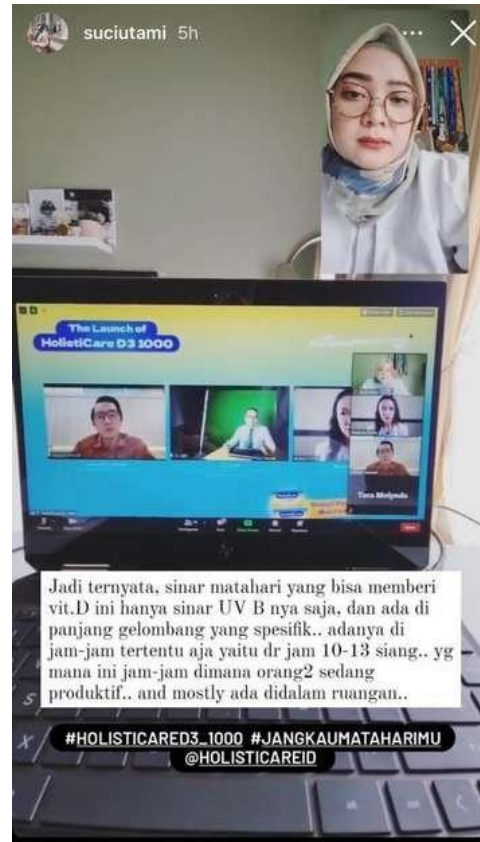 suciutami 5h
The Launch of
HolistiCare D3 1000
Tiara Melynda
Jadi ternyata, sinar matahari yang bisa memberi
vit.D ini hanya sinar UV B nya saja, dan ada di
panjang gelombang yang spesifik.. adanya di
jam-jam tertentu aja yaitu dr jam 10-13 siang.. yg
mana ini jam-jam dimana orang2 sedang
produktif.. and mostly ada didalam ruangan..
#HOLISTICARED3_1000 #JANGKAUMATAHARIMU
@HOLISTICAREID